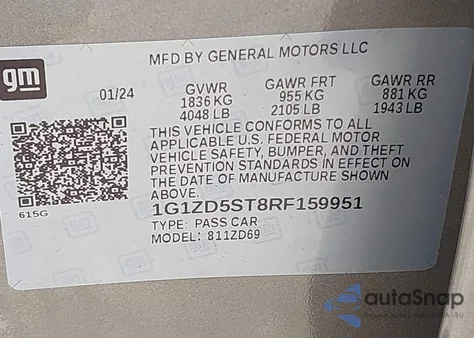 gm
MFD BY GENERAL MOTORS LLC
01/24 GVWR GAWR FRT GAWR RR
1836 KG 955 KG 881 KG
4048 LB 2105 LB 1943 LB
THIS VEHICLE CONFORMS TO ALL
APPLICABLE U.S. FEDERAL MOTOR
VEHICLE SAFETY, BUMPER, AND THEFT
PREVENTION STANDARDS IN EFFECT ON
THE DATE OF MANUFACTURE SHOWN
ABOVE.
615G
1G1ZD5ST8RF159951
TYPE: PASS CAR
MODEL: 811ZD69
autoSnap